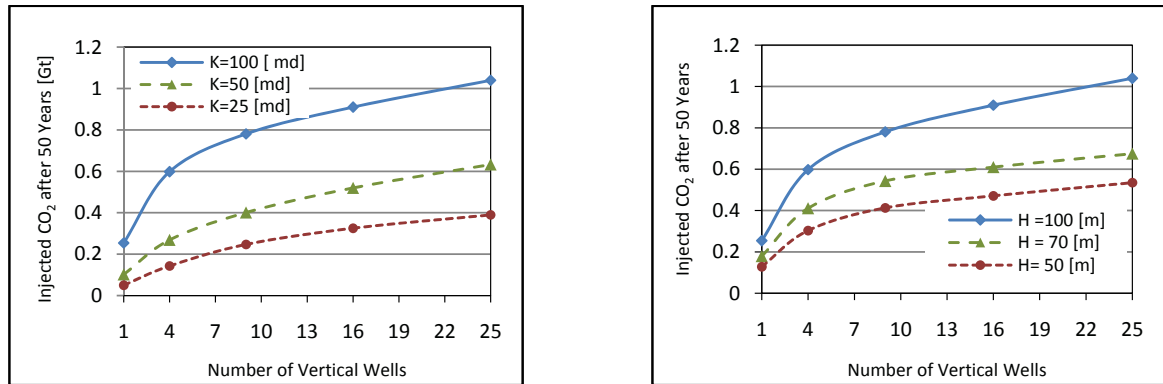 Injected CO₂ after 50 Years [Gt]
1.2
1
0.8
0.6
0.4
0.2
0
K=100 [ md]
K=50 [md]
K=25 [md]
1 4 7 10 13 16 19 22 25
Number of Vertical Wells
Injected CO₂ after 50 Years
1.2
1
0.8
0.6
0.4
0.2
0
H =100 [m]
H = 70 [m]
H= 50 [m]
1 4 7 10 13 16 19 22 25
Number of Vertical Wells